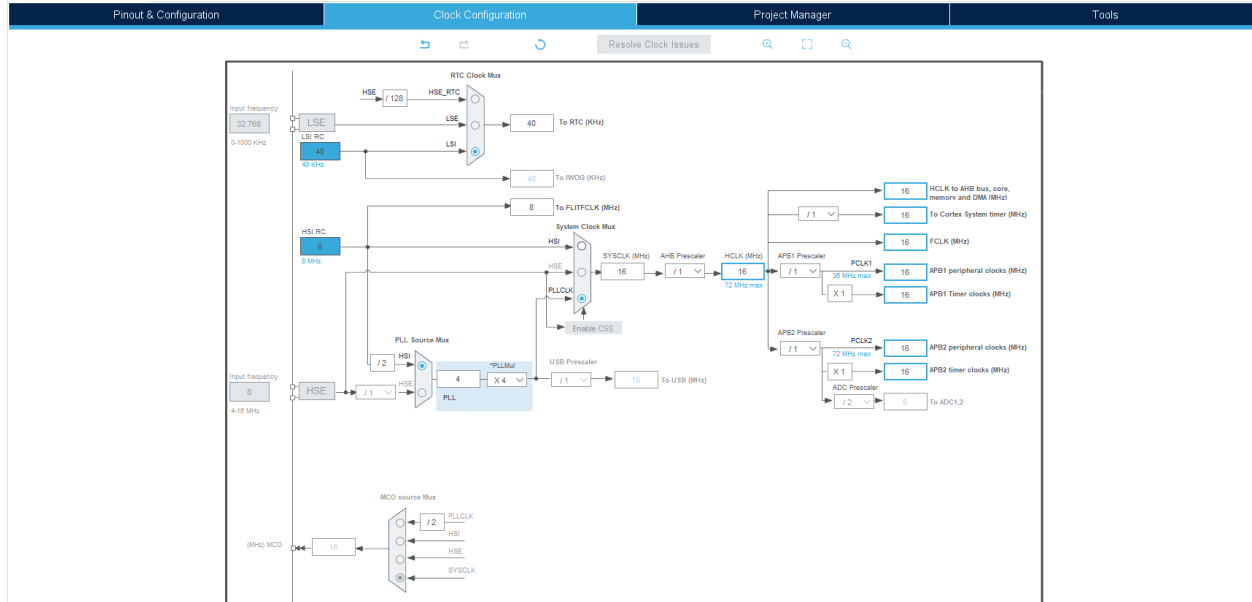 Pinout & Configuration
Clock Configuration
Project Manager
Tools
Resolve Clock Issues
RTC Clock Mux
HSE
/ 128
HSE_RTC
Input frequency
32.768
0-1000 KHz
LSE
LSE
40
To RTC (KHz)
LSI RC
40
40 KHz
LSI
40
To IWDG (KHz)
8
To FLITFCLK (MHz)
HSI RC
8
8 MHz
System Clock Mux
HSI
HSE
PLLCLK
SYSCLK (MHz)
16
AHB Prescaler
/ 1
HCLK (MHz)
16
72 MHz max
Enable CSS
16
HCLK to AHB bus, core,
memory and DMA (MHz)
/ 1
16
To Cortex System timer (MHz)
16
FCLK (MHz)
APB1 Prescaler
/ 1
PCLK1
36 MHz max
16
APB1 peripheral clocks (MHz)
X 1
16
APB1 Timer clocks (MHz)
APB2 Prescaler
/ 1
PCLK2
72 MHz max
16
APB2 peripheral clocks (MHz)
X 1
16
APB2 timer clocks (MHz)
ADC Prescaler
/ 2
8
To ADC1,2
PLL Source Mux
/ 2
HSI
Input frequency
8
4-16 MHz
HSE
/ 1
HSE
4
*PLLMul
X 4
PLL
USB Prescaler
/ 1
16
To USB (MHz)
MCO source Mux
(MHz) MCO
16
/ 2
PLLCLK
HSI
HSE
SYSCLK